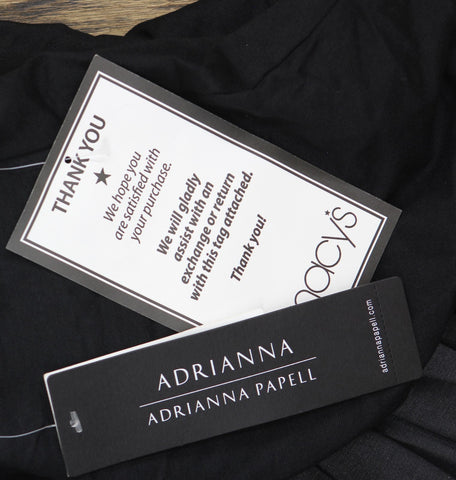 THANK YOU
We hope you
are satisfied with
your purchase.
We will gladly
assist with an
exchange or return
with this tag attached.
Thank you!
macy's
ADRIANNA
ADRIANNA PAPELL
adriannapapell.com